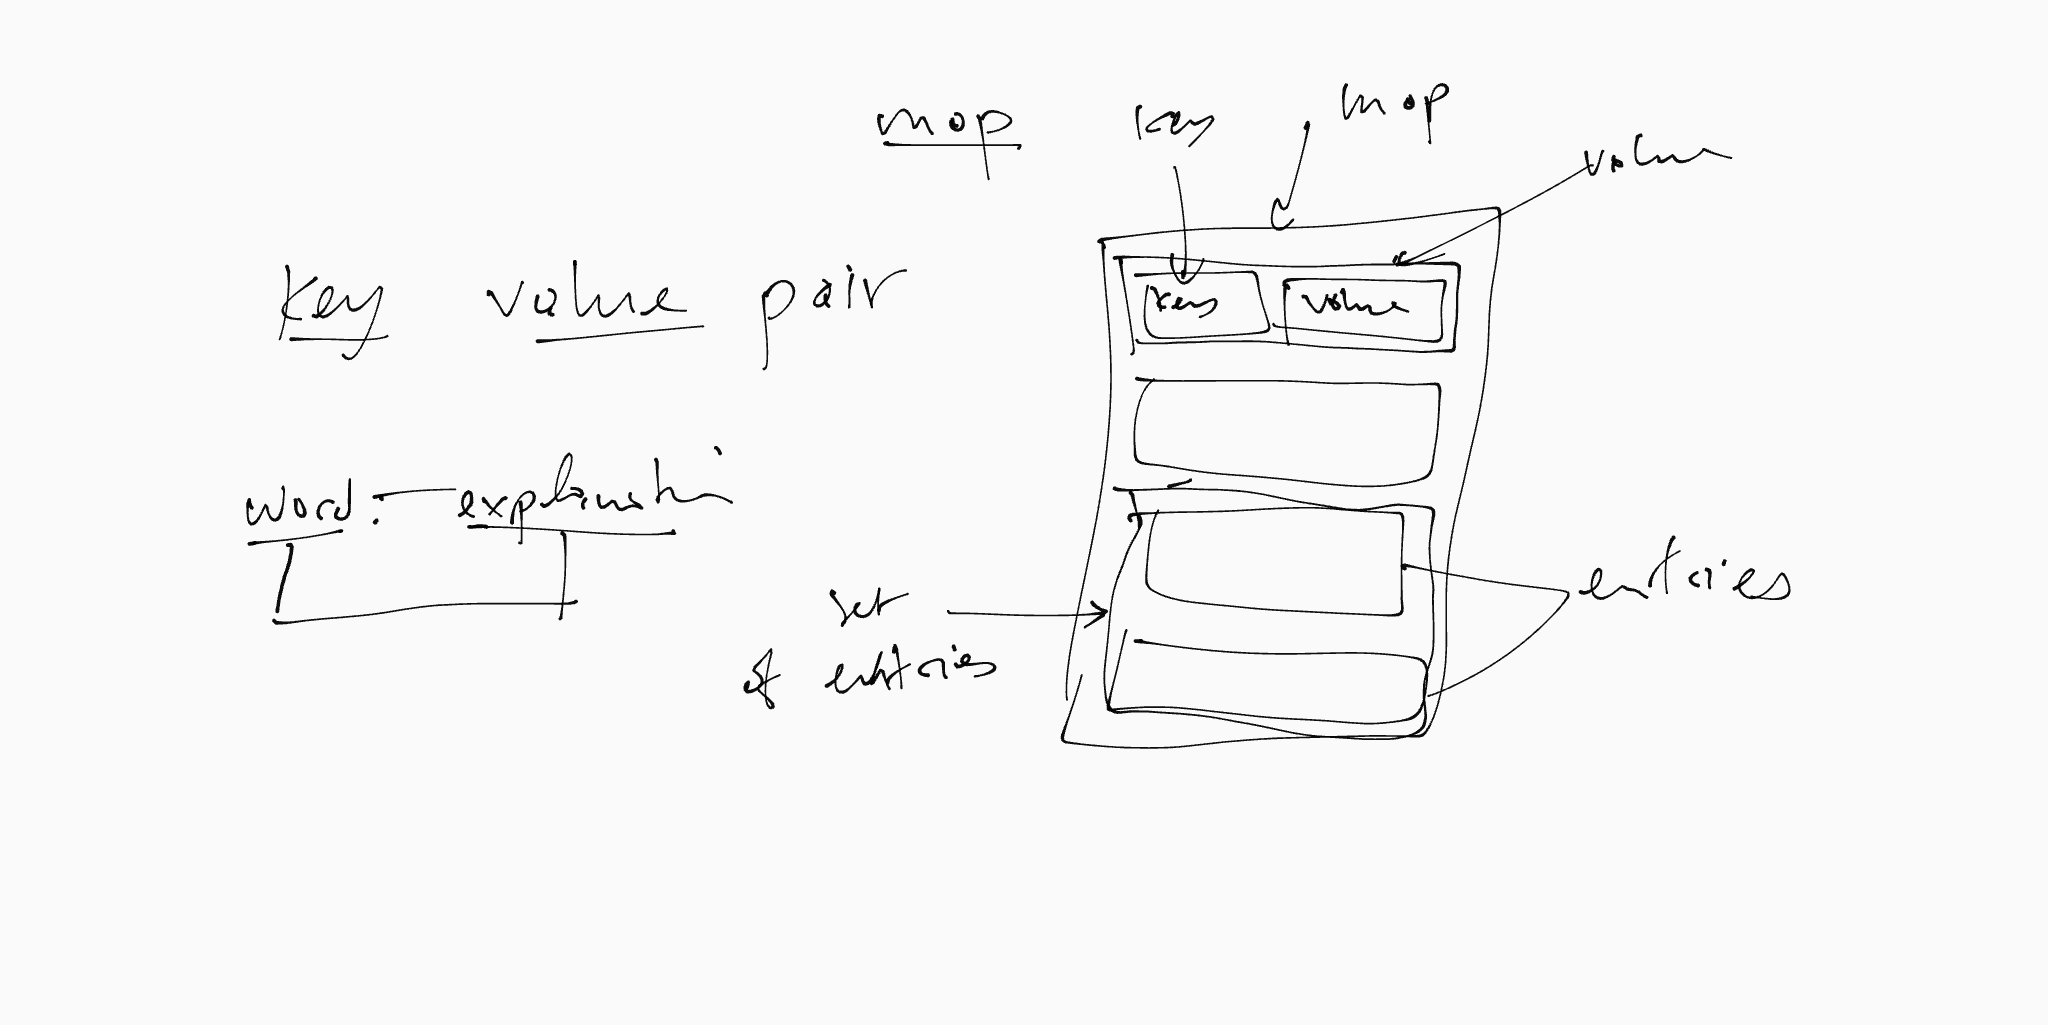 map
key
map
value
key value pair
key
value
word : explanation
set
of entries
entries